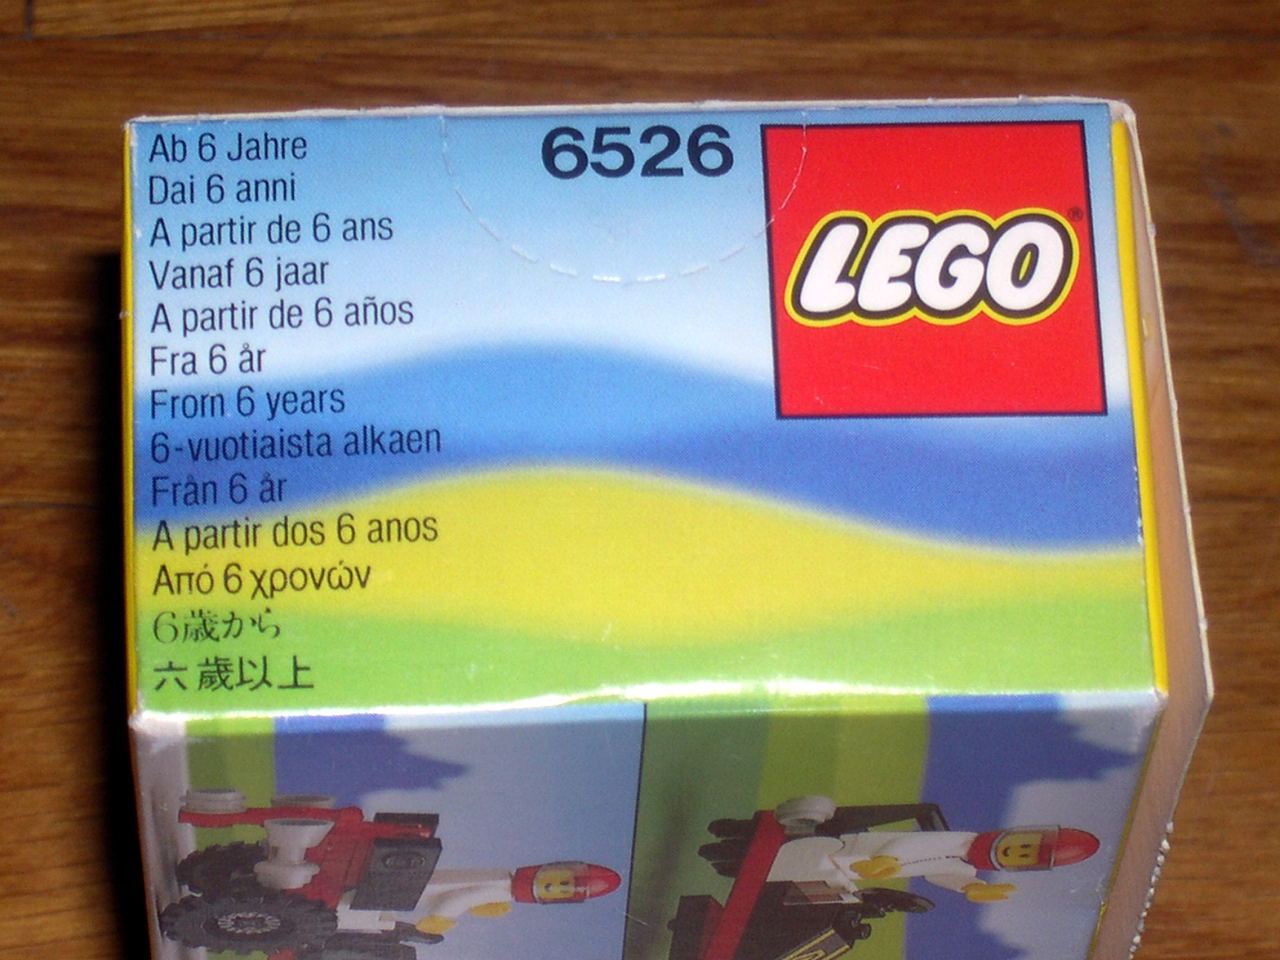 Ab 6 Jahre
Dai 6 anni
A partir de 6 ans
Vanaf 6 jaar
A partir de 6 años
Fra 6 år
From 6 years
6-vuotiaista alkaen
Från 6 år
A partir dos 6 anos
Από 6 χρονών
6歳から
六歲以上
6526
LEGO®